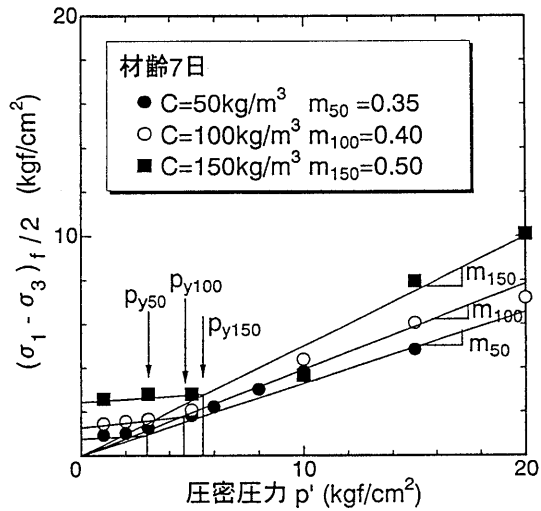 20
材齢7日
● C=50kg/m³ m₅₀=0.35
○ C=100kg/m³ m₁₀₀=0.40
■ C=150kg/m³ m₁₅₀=0.50
(σ₁ - σ₃)f/2 (kgf/cm²)
10
py50
py100
py150
m₁₅₀
m₁₀₀
m₅₀
0
10
20
圧密圧力 p' (kgf/cm²)